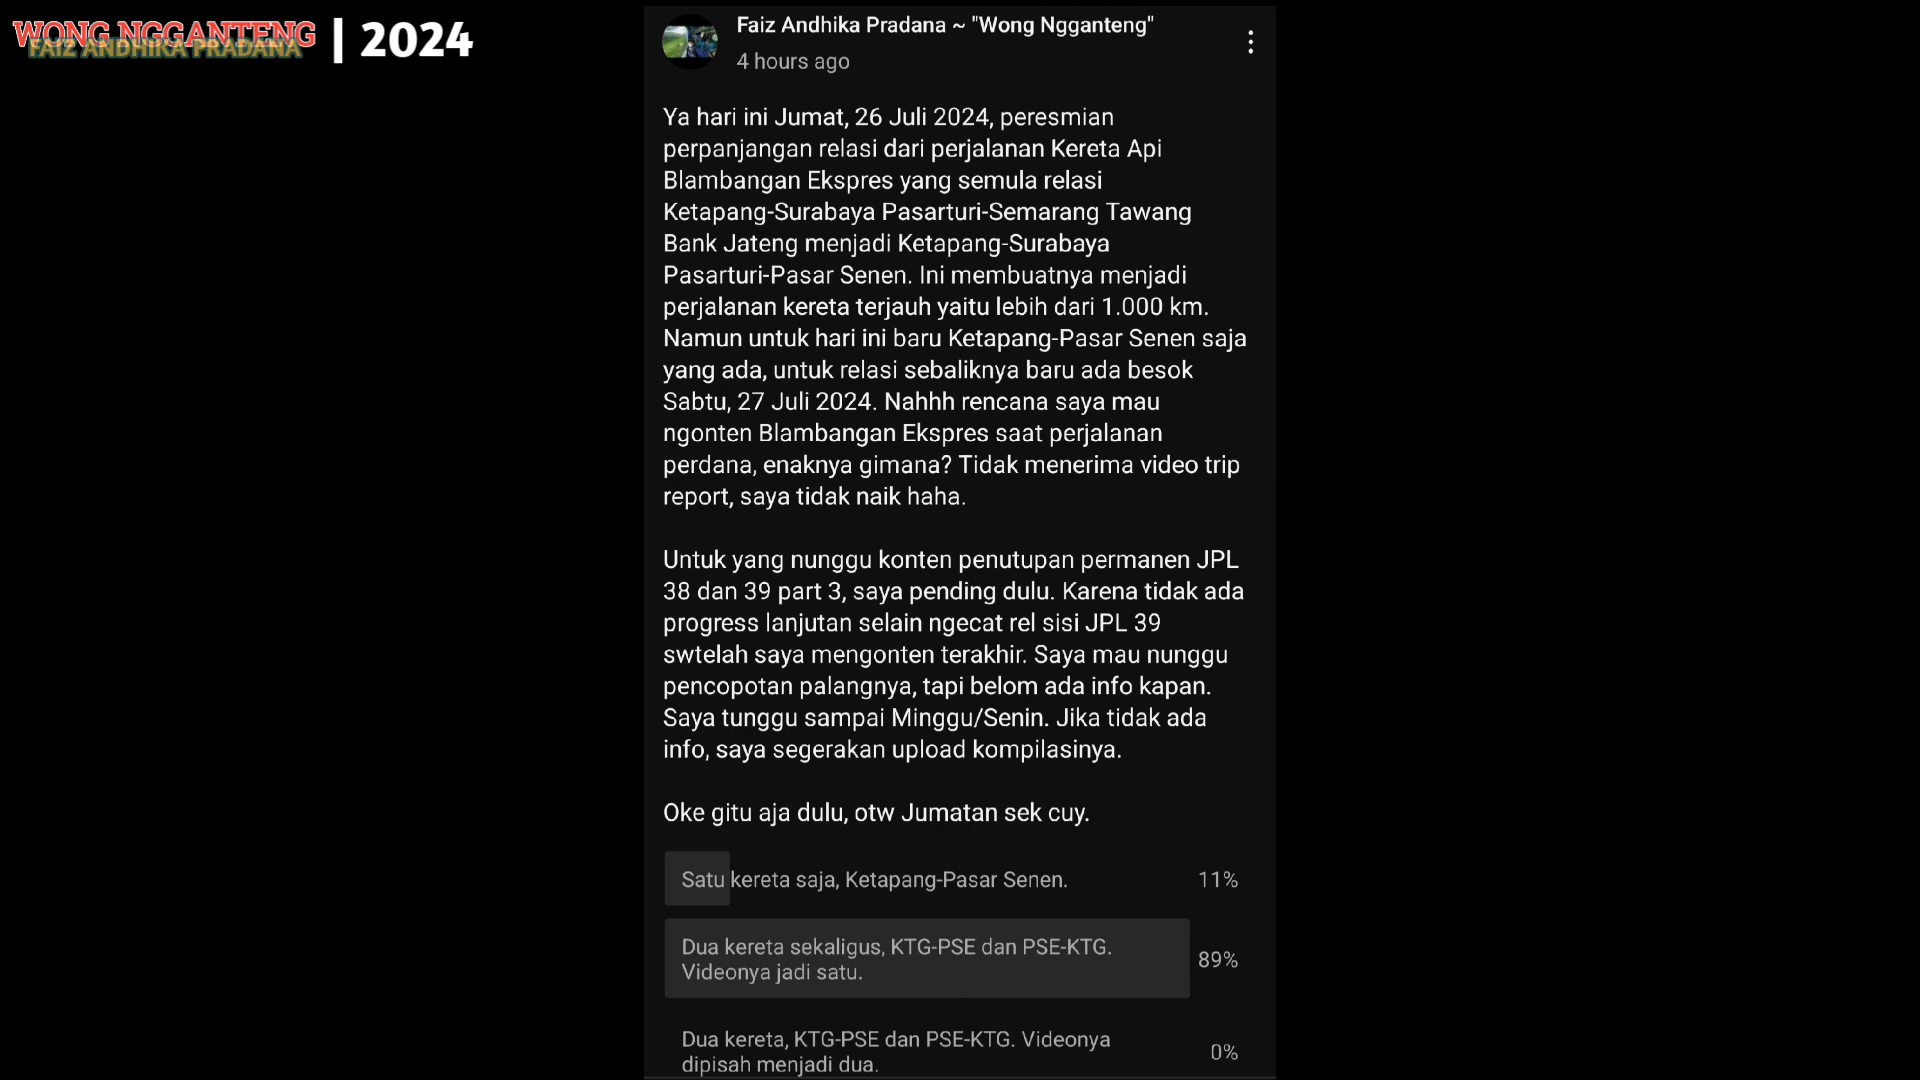 WONG NGGANTENG
FAIZ ANDHIKA PRADANA
| 2024
Faiz Andhika Pradana ~ "Wong Ngganteng"
4 hours ago
Ya hari ini Jumat, 26 Juli 2024, peresmian
perpanjangan relasi dari perjalanan Kereta Api
Blambangan Ekspres yang semula relasi
Ketapang-Surabaya Pasarturi-Semarang Tawang
Bank Jateng menjadi Ketapang-Surabaya
Pasarturi-Pasar Senen. Ini membuatnya menjadi
perjalanan kereta terjauh yaitu lebih dari 1.000 km.
Namun untuk hari ini baru Ketapang-Pasar Senen saja
yang ada, untuk relasi sebaliknya baru ada besok
Sabtu, 27 Juli 2024. Nahhh rencana saya mau
ngonten Blambangan Ekspres saat perjalanan
perdana, enaknya gimana? Tidak menerima video trip
report, saya tidak naik haha.
Untuk yang nunggu konten penutupan permanen JPL
38 dan 39 part 3, saya pending dulu. Karena tidak ada
progress lanjutan selain ngecat rel sisi JPL 39
swtelah saya mengonten terakhir. Saya mau nunggu
pencopotan palangnya, tapi belom ada info kapan.
Saya tunggu sampai Minggu/Senin. Jika tidak ada
info, saya segerakan upload kompilasinya.
Oke gitu aja dulu, otw Jumatan sek cuy.
Satu kereta saja, Ketapang-Pasar Senen. 11%
Dua kereta sekaligus, KTG-PSE dan PSE-KTG.
Videonya jadi satu. 89%
Dua kereta, KTG-PSE dan PSE-KTG. Videonya
dipisah menjadi dua. 0%